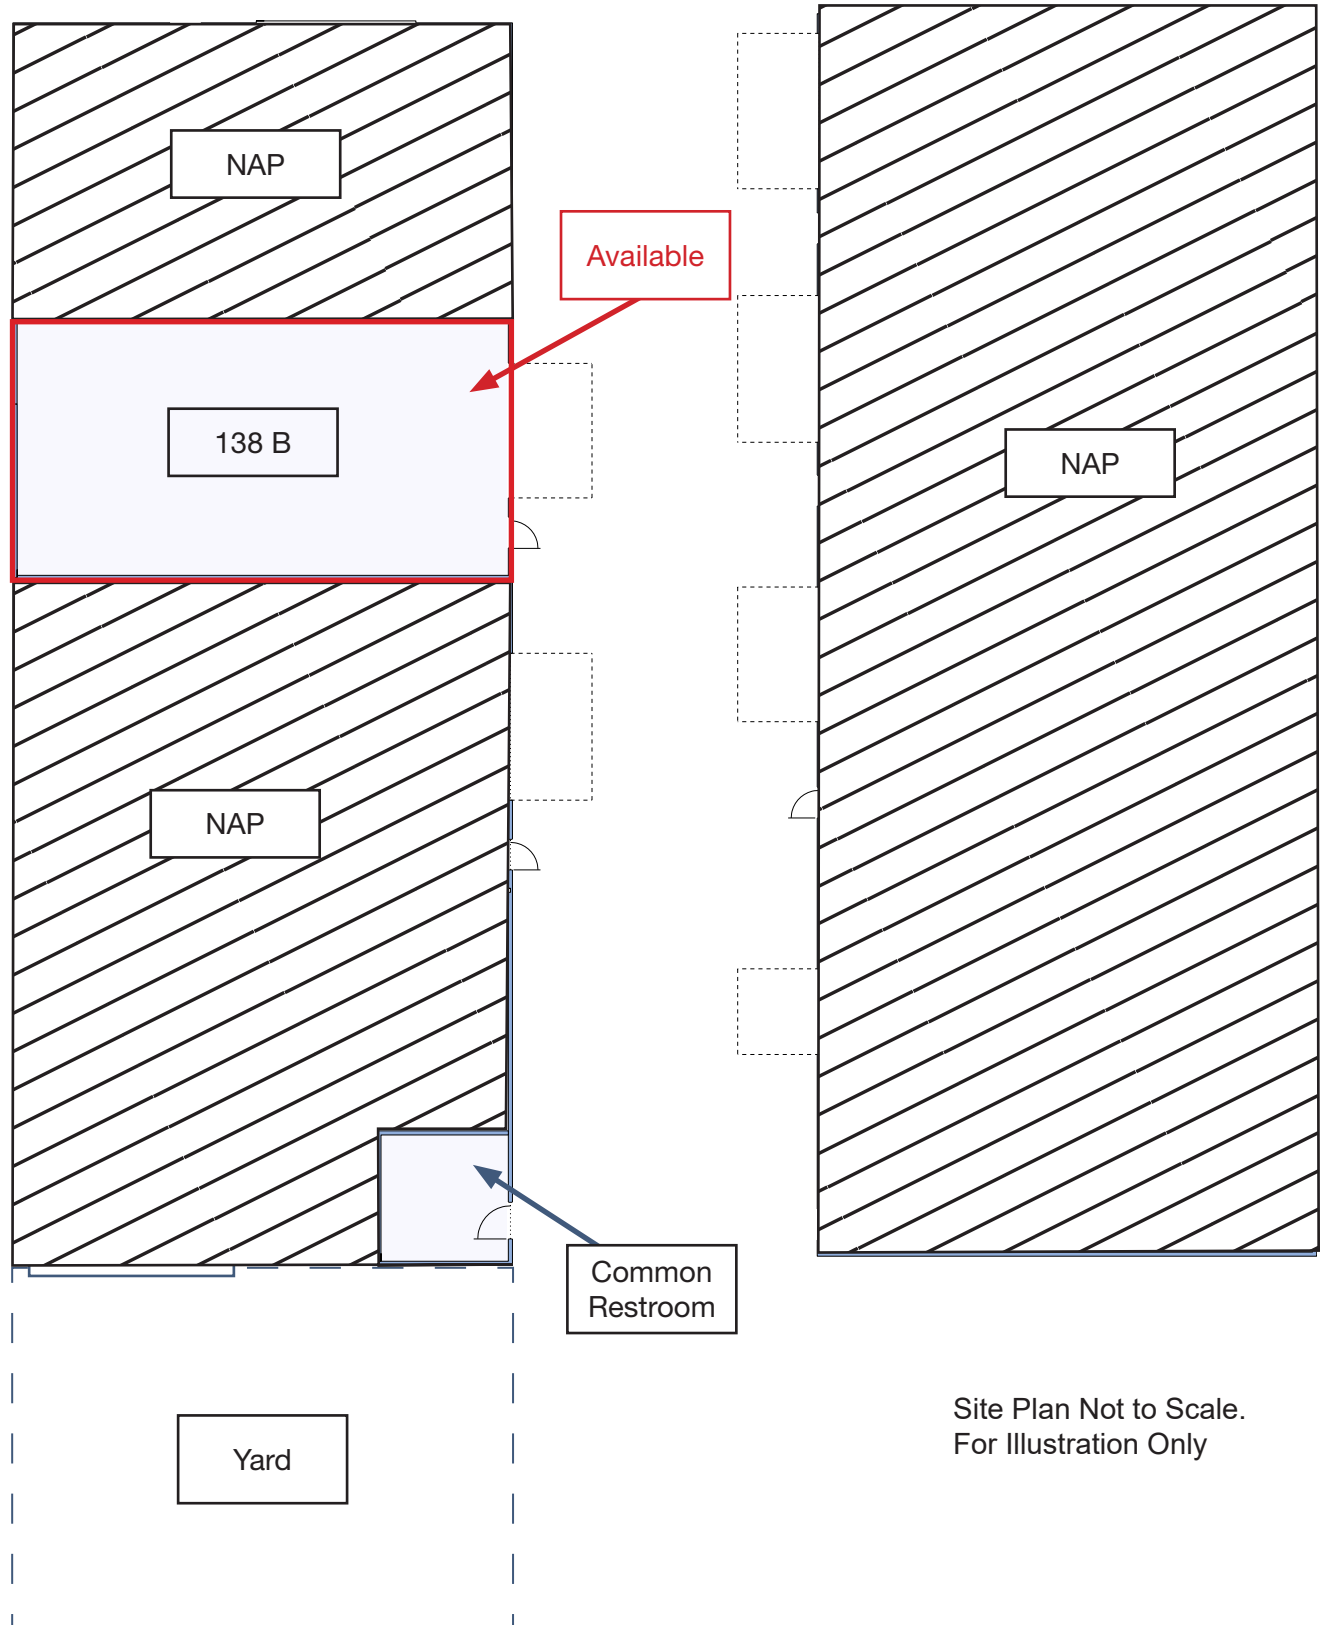 NAP
Available
138 B
NAP
NAP
Common
Restroom
Site Plan Not to Scale.
For Illustration Only
Yard